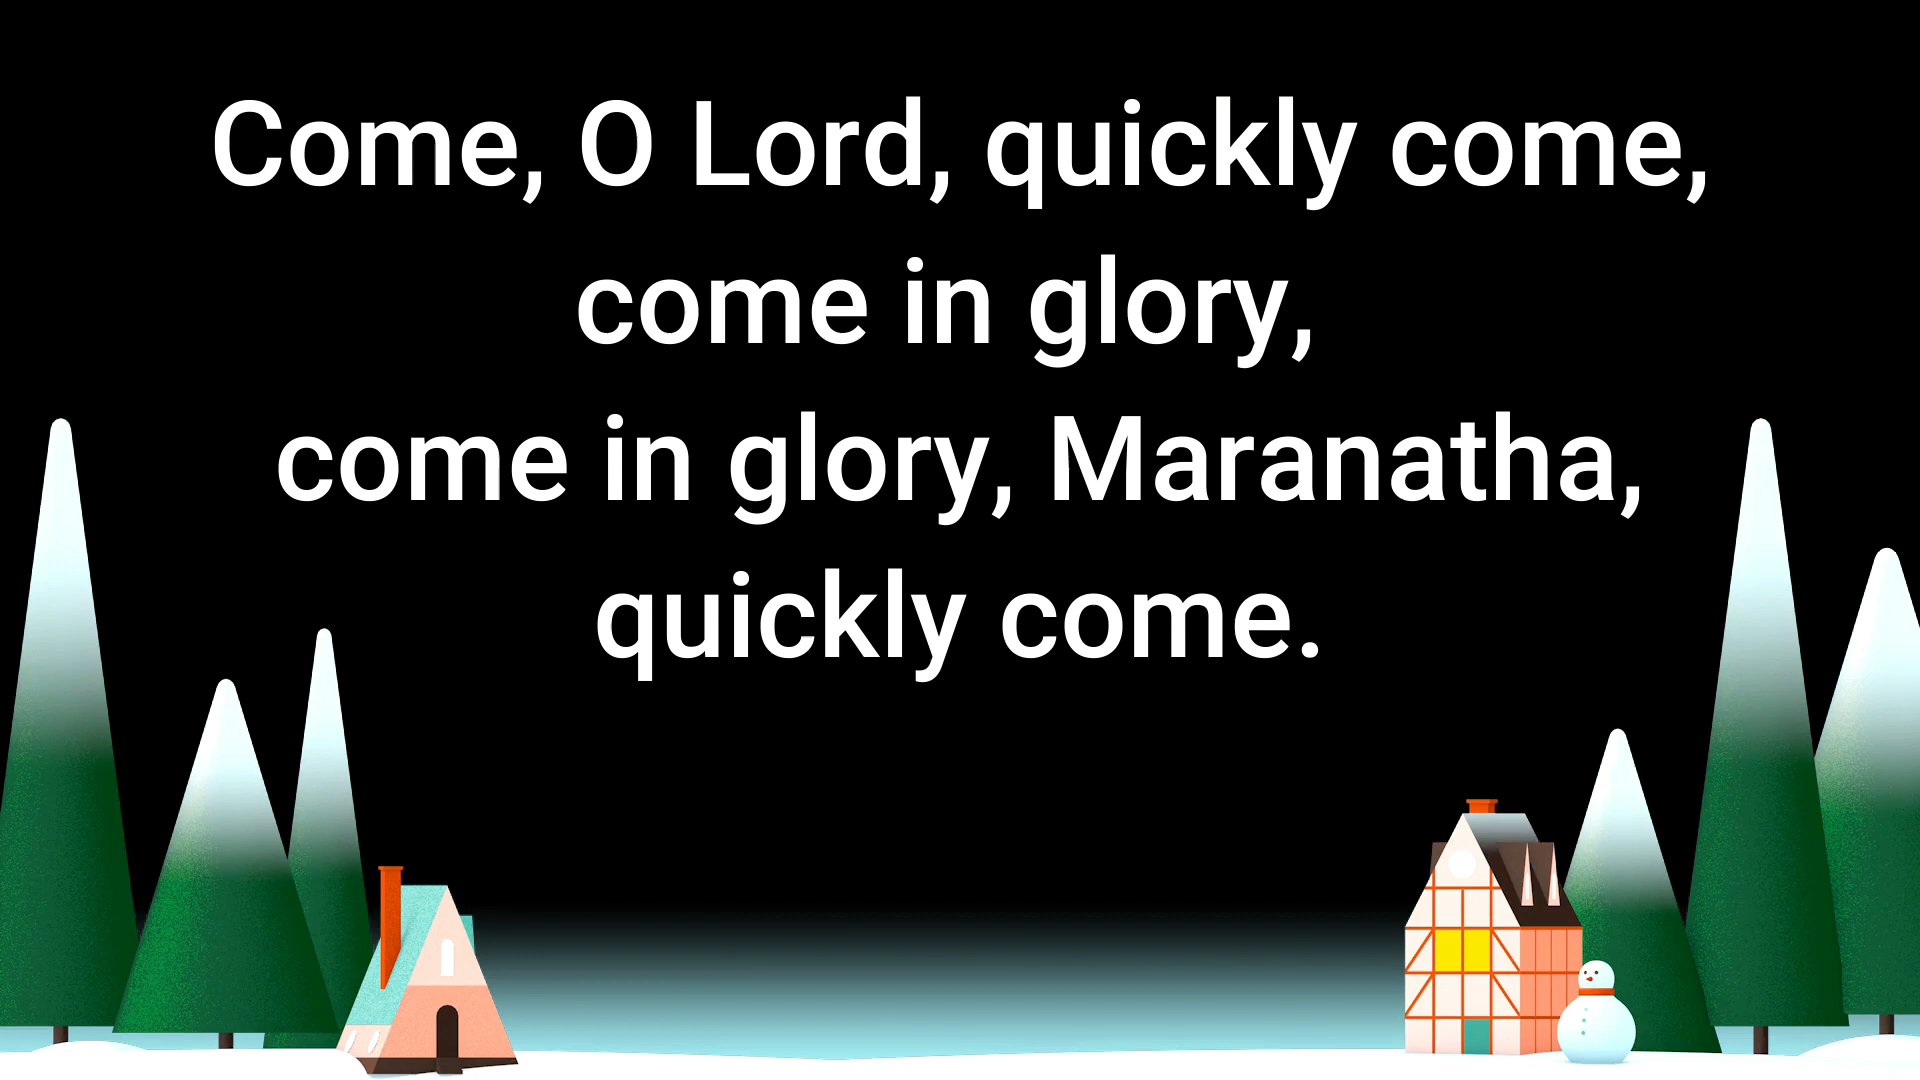 Come, O Lord, quickly come,
come in glory,
come in glory, Maranatha,
quickly come.